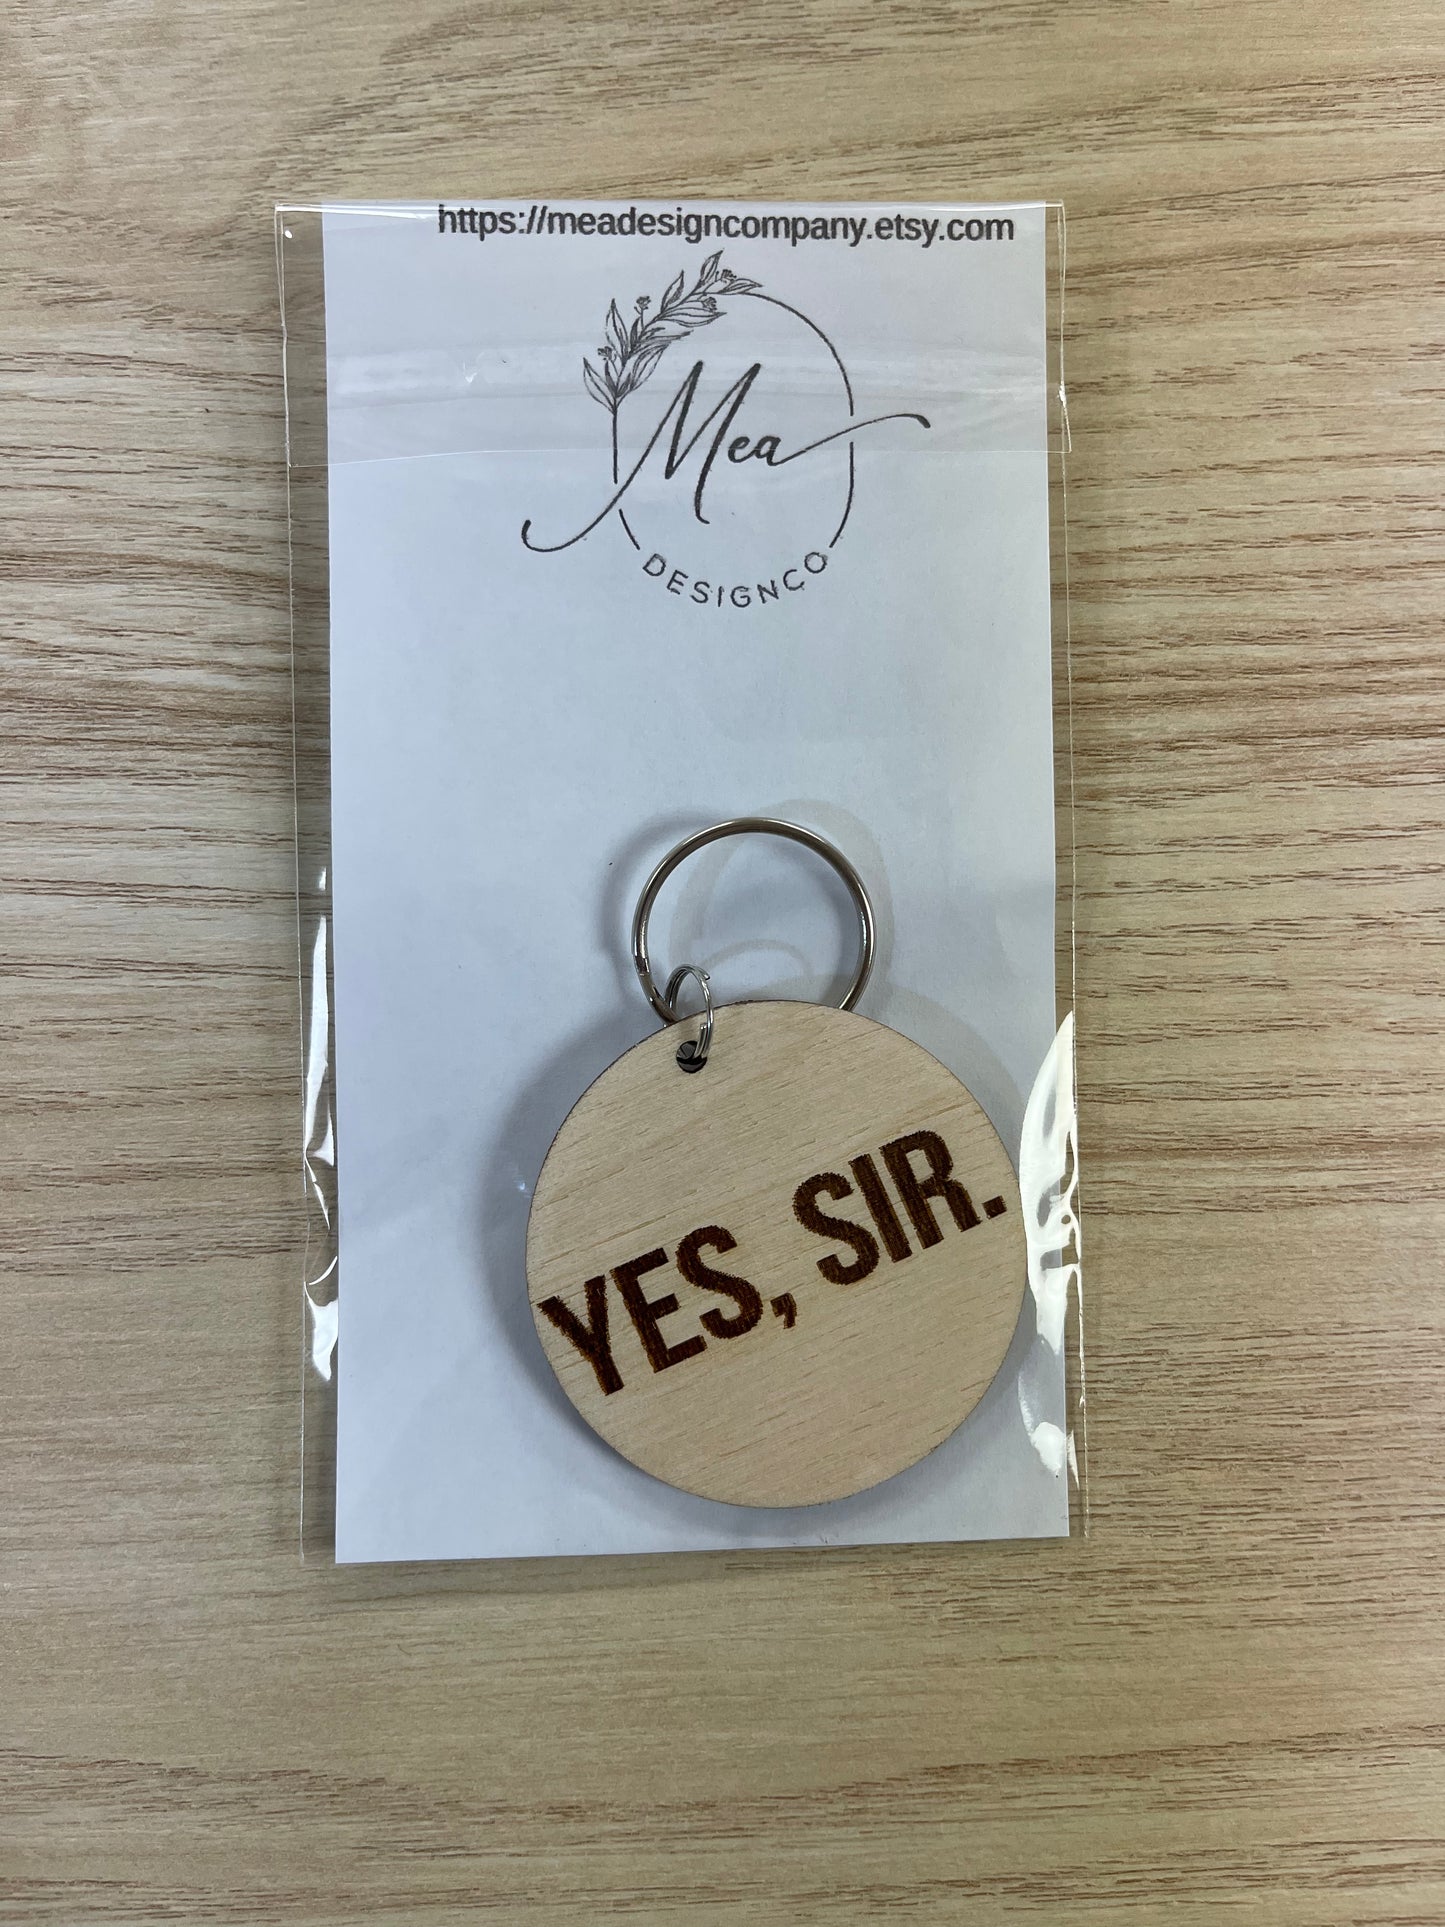 https://meadesigncompany.etsy.com
Mea
DESIGNCO
YES, SIR.